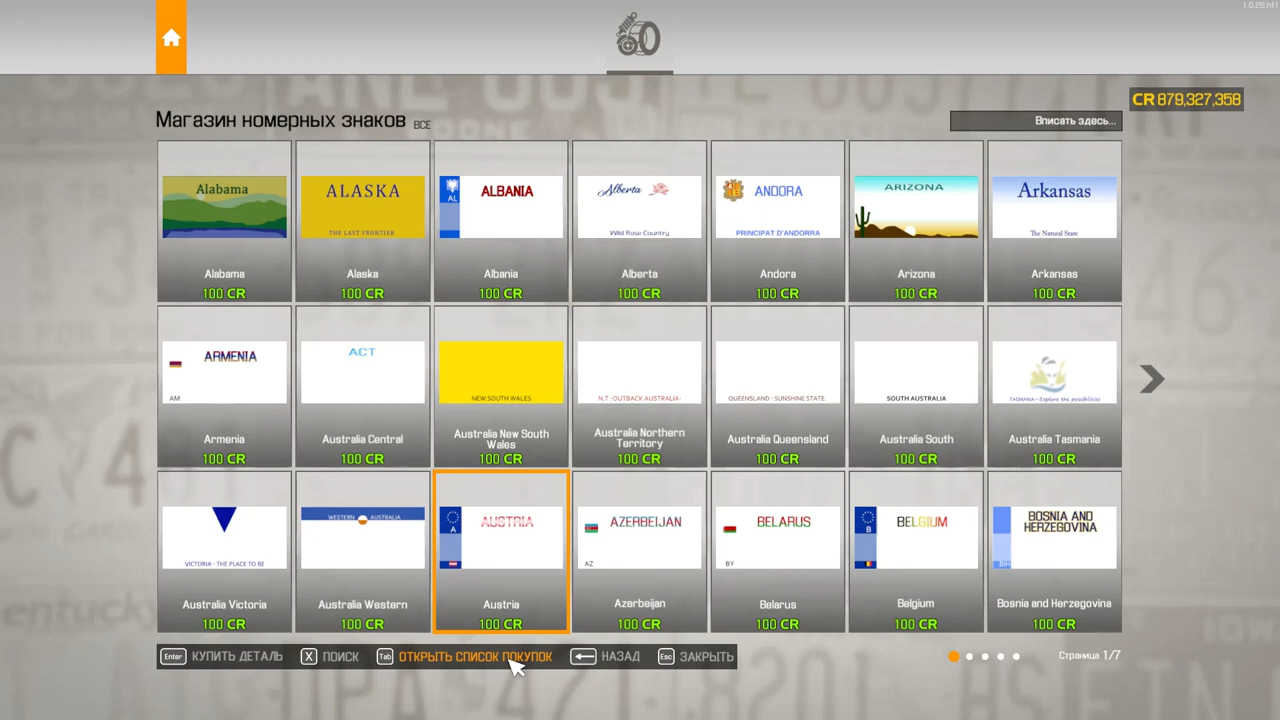 1.0.25.hf1
CR 879,327,358
Магазин номерных знаков ВСЕ
Вписать здесь...
Alabama
ALASKA
THE LAST FRONTIER
AL
ALBANIA
Alberta
Wild Rose Country
ANDORA
PRINCIPAT D'ANDORRA
ARIZONA
Arkansas
The Natural State
Alabama
Alaska
Albania
Alberta
Andora
Arizona
Arkansas
100 CR
100 CR
100 CR
100 CR
100 CR
100 CR
100 CR
ARMENIA
AM
ACT
NEW SOUTH WALES
N.T. -OUTBACK AUSTRALIA-
QUEENSLAND - SUNSHINE STATE.
SOUTH AUSTRALIA
TASMANIA - Explore the possibilities
Armenia
Australia Central
Australia New South
Wales
Australia Northern
Territory
Australia Queensland
Australia South
Australia Tasmania
100 CR
100 CR
100 CR
100 CR
100 CR
100 CR
100 CR
VICTORIA - THE PLACE TO BE
WESTERN AUSTRALIA
A
AUSTRIA
AZERBEIJAN
AZ
BELARUS
BY
B
BELGIUM
BOSNIA AND
HERZEGOVINA
BIH
Australia Victoria
Australia Western
Austria
Azerbeijan
Belarus
Belgium
Bosnia and Herzegovina
100 CR
100 CR
100 CR
100 CR
100 CR
100 CR
100 CR
Enter КУПИТЬ ДЕТАЛЬ X ПОИСК Tab ОТКРЫТЬ СПИСОК ПОКУПОК НАЗАД Esc ЗАКРЫТЬ
Страница 1/7